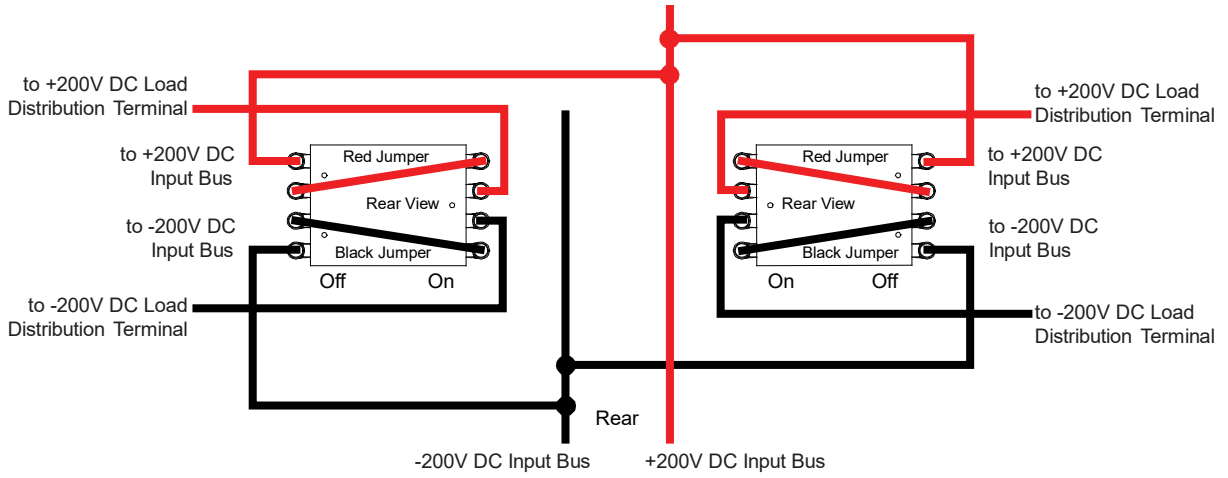 to +200V DC Load
Distribution Terminal
to +200V DC
Input Bus
to -200V DC
Input Bus
to -200V DC Load
Distribution Terminal
Red Jumper
Rear View
Black Jumper
Off On
Red Jumper
Rear View
Black Jumper
On Off
to +200V DC Load
Distribution Terminal
to +200V DC
Input Bus
to -200V DC
Input Bus
to -200V DC Load
Distribution Terminal
Rear
-200V DC Input Bus
+200V DC Input Bus